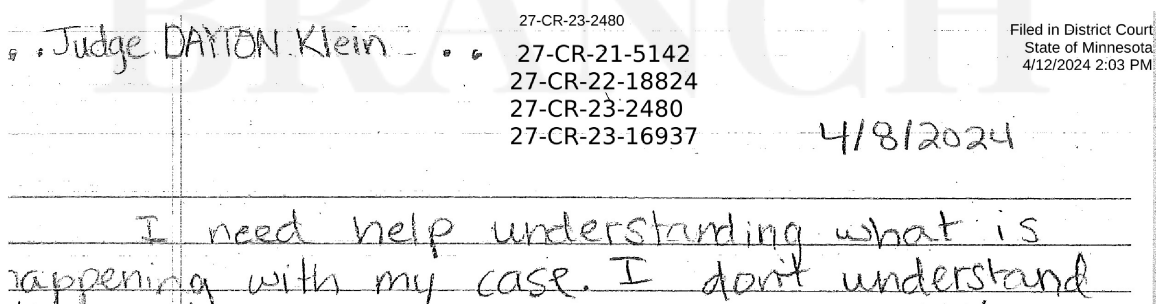 27-CR-23-2480
Filed in District Court
State of Minnesota
4/12/2024 2:03 PM
Judge DAYTON Klein
27-CR-21-5142
27-CR-22-18824
27-CR-23-2480
27-CR-23-16937
4/8/2024
I need help understanding what is
happening with my case. I don't understand